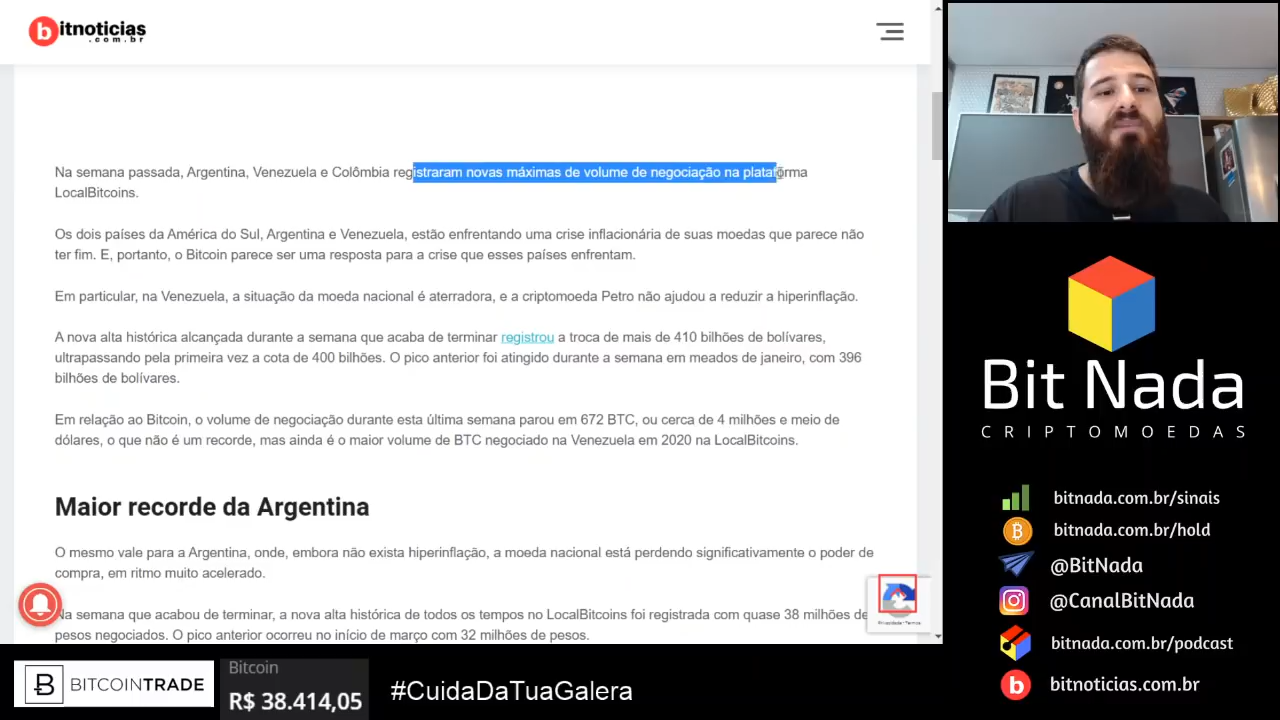 bitnoticias
.com.br
Na semana passada, Argentina, Venezuela e Colômbia registraram novas máximas de volume de negociação na plataforma
LocalBitcoins.
Os dois países da América do Sul, Argentina e Venezuela, estão enfrentando uma crise inflacionária de suas moedas que parece não
ter fim. E, portanto, o Bitcoin parece ser uma resposta para a crise que esses países enfrentam.
Em particular, na Venezuela, a situação da moeda nacional é aterradora, e a criptomoeda Petro não ajudou a reduzir a hiperinflação.
A nova alta histórica alcançada durante a semana que acaba de terminar registrou a troca de mais de 410 bilhões de bolívares,
ultrapassando pela primeira vez a cota de 400 bilhões. O pico anterior foi atingido durante a semana em meados de janeiro, com 396
bilhões de bolívares.
Em relação ao Bitcoin, o volume de negociação durante esta última semana parou em 672 BTC, ou cerca de 4 milhões e meio de
dólares, o que não é um recorde, mas ainda é o maior volume de BTC negociado na Venezuela em 2020 na LocalBitcoins.
Maior recorde da Argentina
O mesmo vale para a Argentina, onde, embora não exista hiperinflação, a moeda nacional está perdendo significativamente o poder de
compra, em ritmo muito acelerado.
Na semana que acabou de terminar, a nova alta histórica de todos os tempos no LocalBitcoins foi registrada com quase 38 milhões de
pesos negociados. O pico anterior ocorreu no início de março com 32 milhões de pesos.
Privacidade - Termos
Bit Nada
CRIPTOMOEDAS
bitnada.com.br/sinais
bitnada.com.br/hold
@BitNada
@CanalBitNada
bitnada.com.br/podcast
bitnoticias.com.br
BITCOINTRADE
Bitcoin
R$ 38.414,05
#CuidaDaTuaGalera